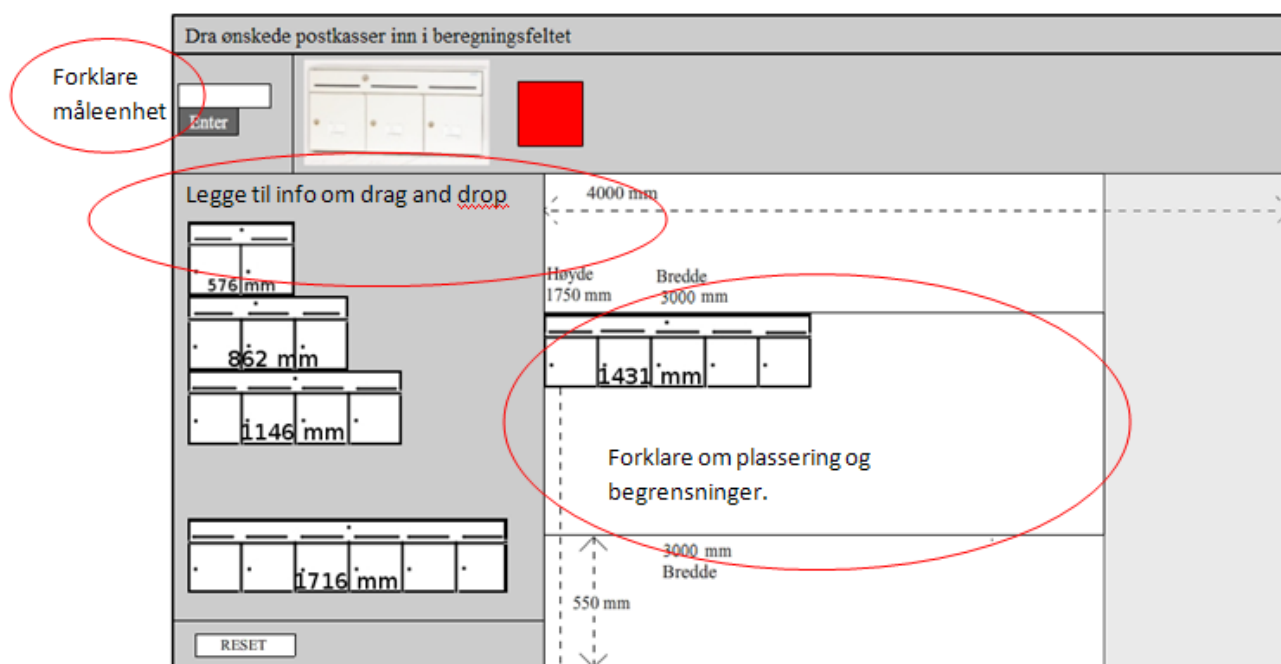 Dra ønskede postkasser inn i beregningsfeltet
Forklare
måleenhet
Enter
Legge til info om drag and drop
4000 mm
576 mm
Høyde
1750 mm
Bredde
3000 mm
862 mm
1431 mm
1146 mm
Forklare om plassering og
begrensninger.
1716 mm
3000 mm
Bredde
550 mm
RESET